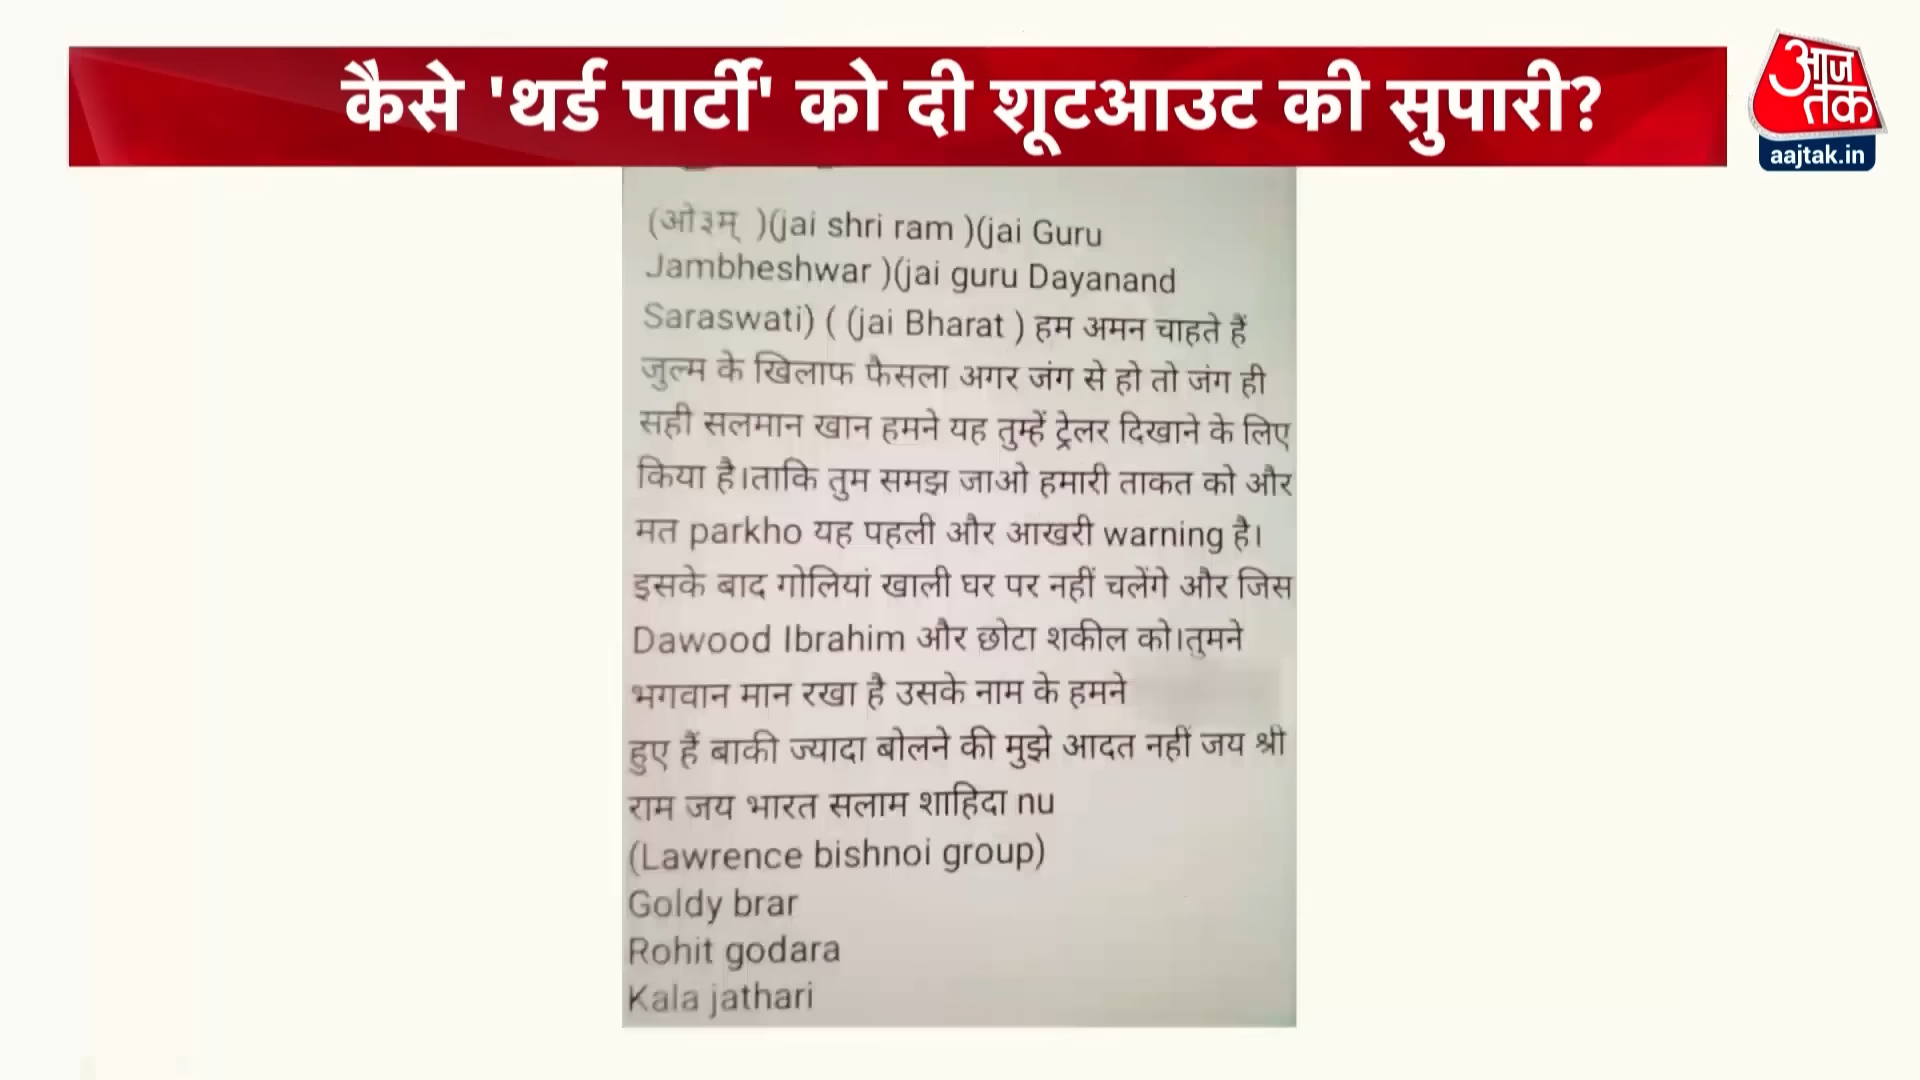 कैसे 'थर्ड पार्टी' को दी शूटआउट की सुपारी?
आज
तक
aajtak.in
(ओ३म् )(jai shri ram )(jai Guru
Jambheshwar )(jai guru Dayanand
Saraswati) ( (jai Bharat ) हम अमन चाहते हैं
जुल्म के खिलाफ फैसला अगर जंग से हो तो जंग ही
सही सलमान खान हमने यह तुम्हें ट्रेलर दिखाने के लिए
किया है।ताकि तुम समझ जाओ हमारी ताकत को और
मत parkho यह पहली और आखरी warning है।
इसके बाद गोलियां खाली घर पर नहीं चलेंगे और जिस
Dawood Ibrahim और छोटा शकील को।तुमने
भगवान मान रखा है उसके नाम के हमने
हुए हैं बाकी ज्यादा बोलने की मुझे आदत नहीं जय श्री
राम जय भारत सलाम शाहिदा nu
(Lawrence bishnoi group)
Goldy brar
Rohit godara
Kala jathari